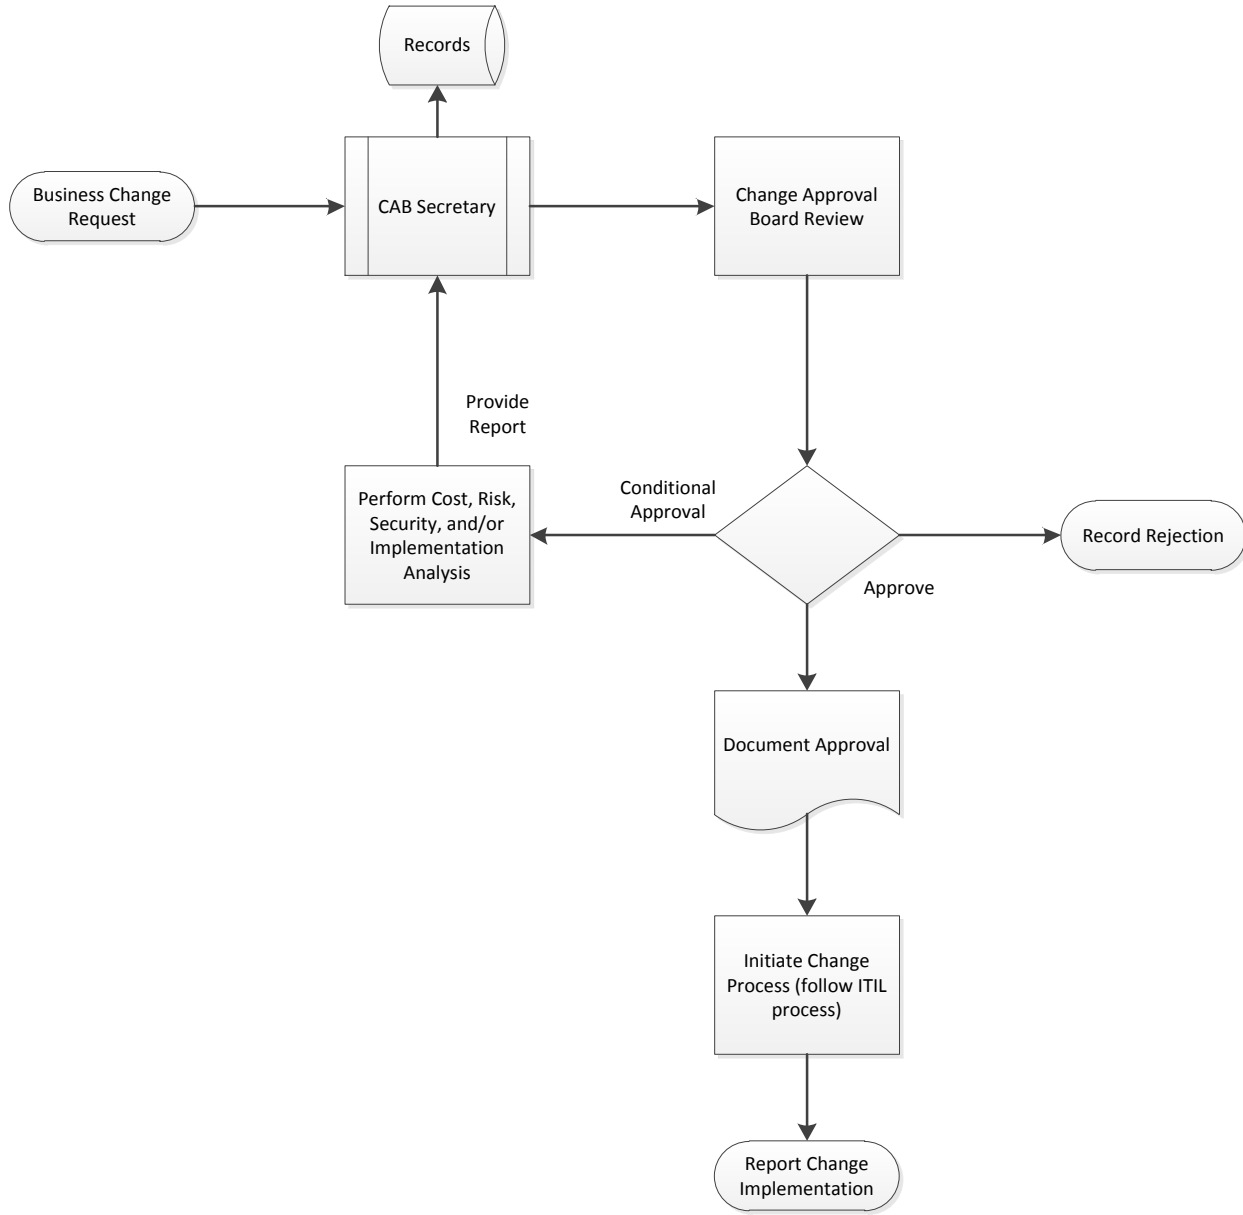 Records
Business Change
Request
CAB Secretary
Change Approval
Board Review
Provide
Report
Conditional
Approval
Perform Cost, Risk,
Security, and/or
Implementation
Analysis
Record Rejection
Approve
Document Approval
Initiate Change
Process (follow ITIL
process)
Report Change
Implementation